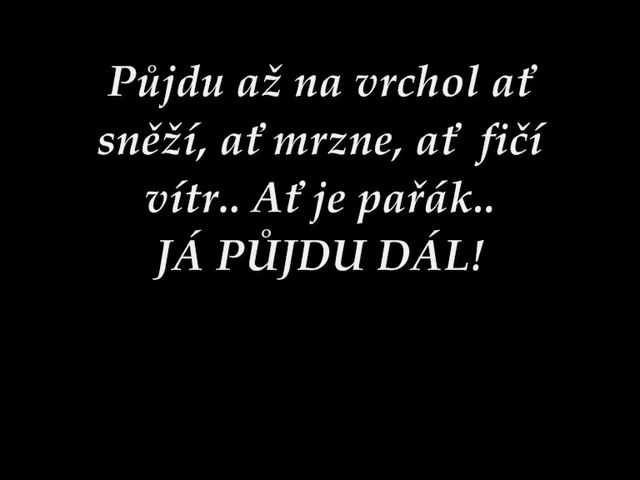 Půjdu až na vrchol ať
sněží, ať mrzne, ať  fičí
vítr.. Ať je pařák..
JÁ PŮJDU DÁL!